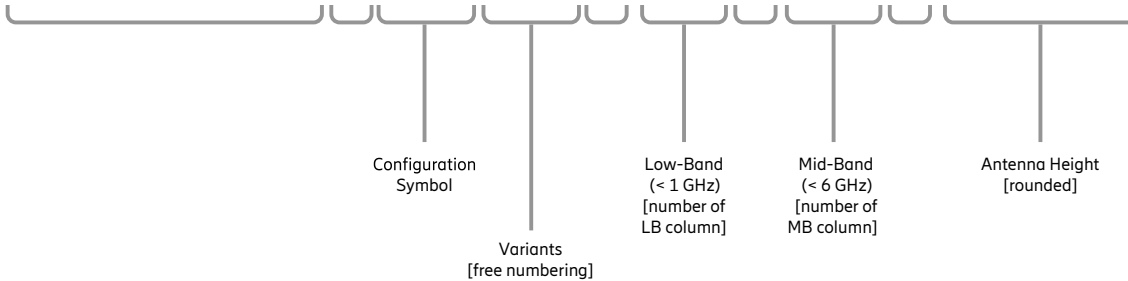 Configuration
Symbol
Variants
[free numbering]
Low-Band
(< 1 GHz)
[number of
LB column]
Mid-Band
(< 6 GHz)
[number of
MB column]
Antenna Height
[rounded]